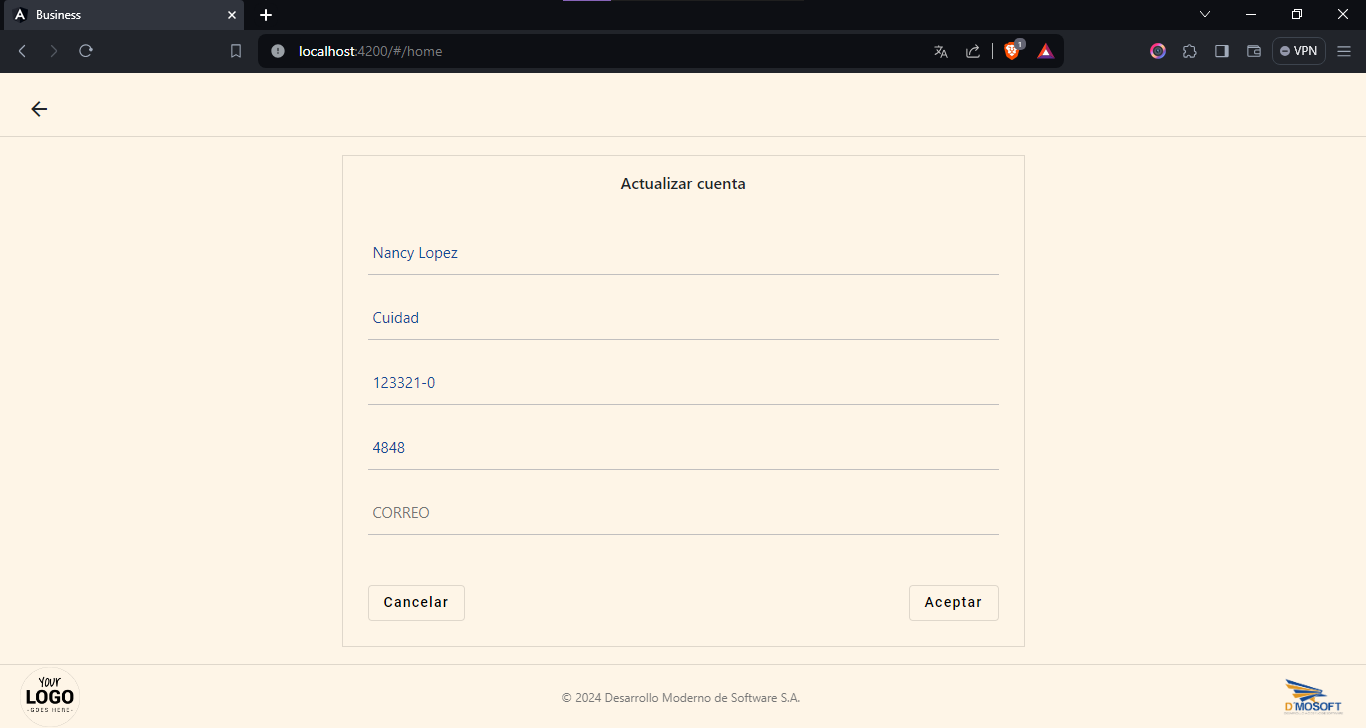 Business
localhost:4200/#/home
1
VPN
Actualizar cuenta
Nancy Lopez
Cuidad
123321-0
4848
CORREO
Cancelar
Aceptar
YOUR
LOGO
-GOES HERE-
© 2024 Desarrollo Moderno de Software S.A.
D'MOSOFT